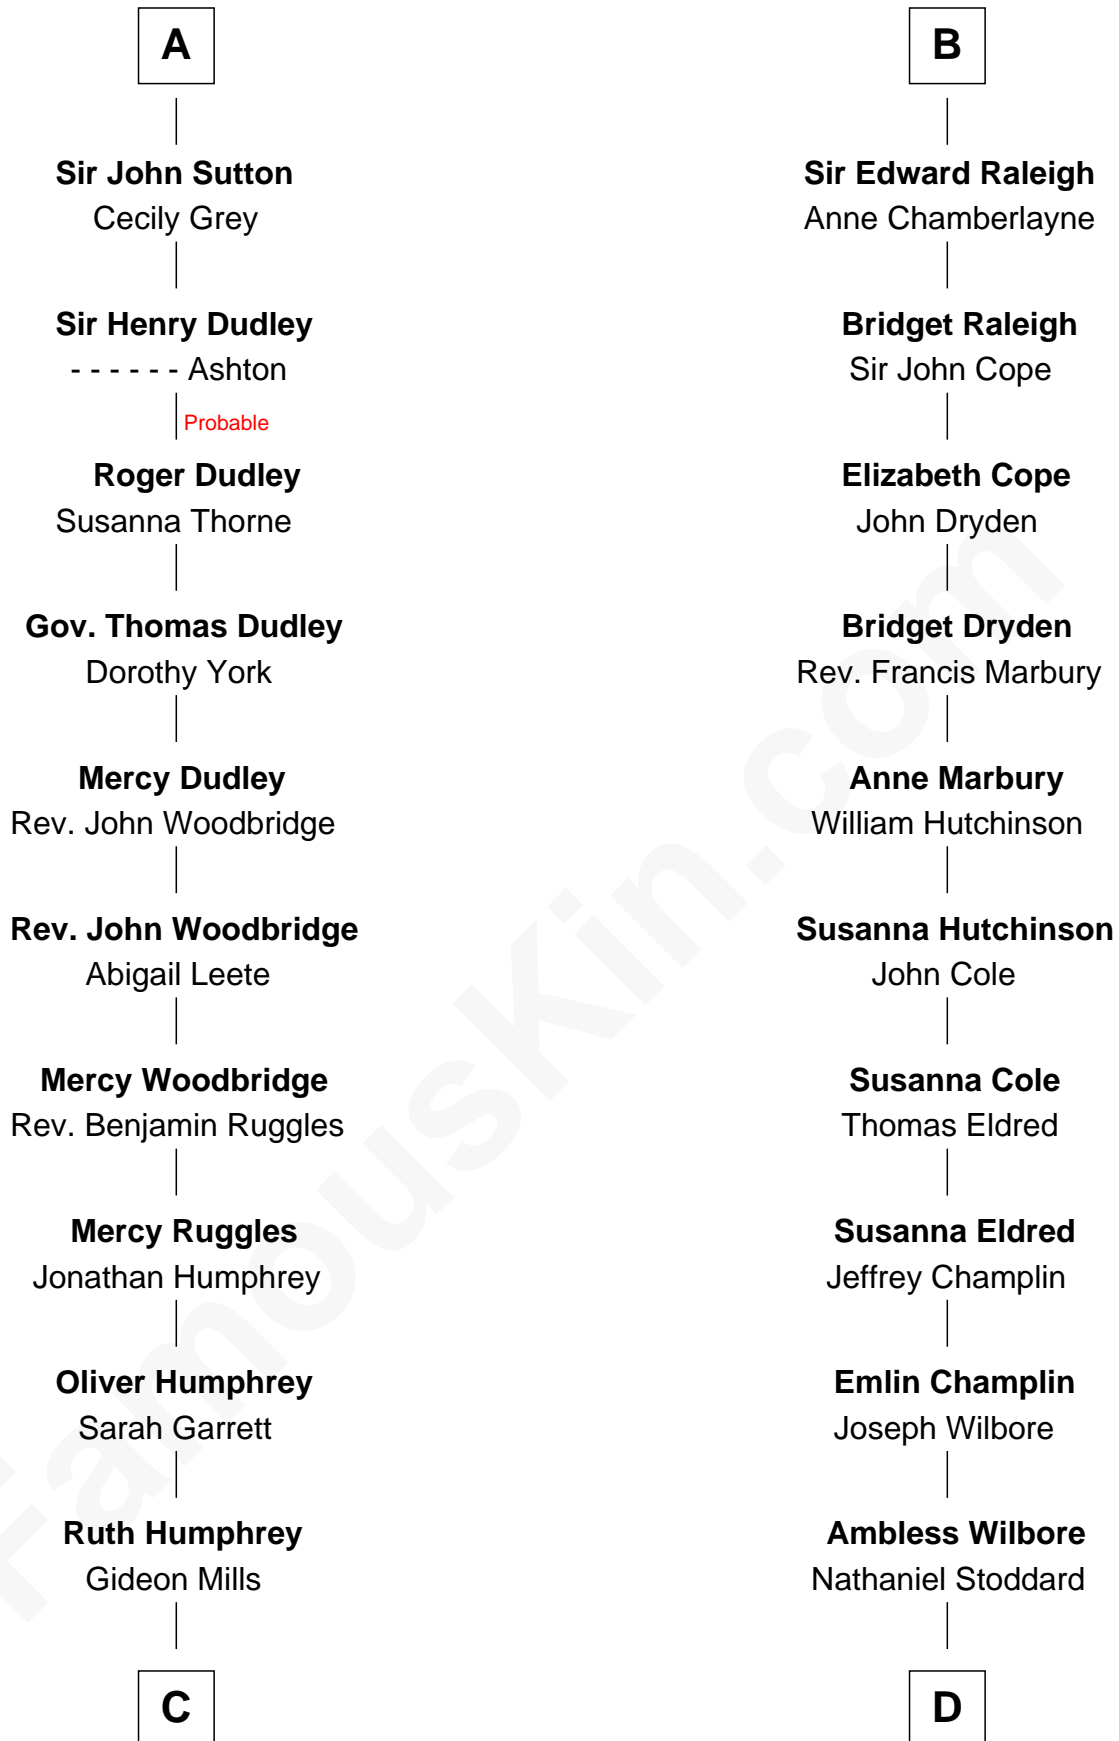 A
Sir John Sutton
Cecily Grey
Sir Henry Dudley
- - - - - - Ashton
Probable
Roger Dudley
Susanna Thorne
Gov. Thomas Dudley
Dorothy York
Mercy Dudley
Rev. John Woodbridge
Rev. John Woodbridge
Abigail Leete
Mercy Woodbridge
Rev. Benjamin Ruggles
Mercy Ruggles
Jonathan Humphrey
Oliver Humphrey
Sarah Garrett
Ruth Humphrey
Gideon Mills
C
B
Sir Edward Raleigh
Anne Chamberlayne
Bridget Raleigh
Sir John Cope
Elizabeth Cope
John Dryden
Bridget Dryden
Rev. Francis Marbury
Anne Marbury
William Hutchinson
Susanna Hutchinson
John Cole
Susanna Cole
Thomas Eldred
Susanna Eldred
Jeffrey Champlin
Emlin Champlin
Joseph Wilbore
Ambless Wilbore
Nathaniel Stoddard
D
FamousKin.com